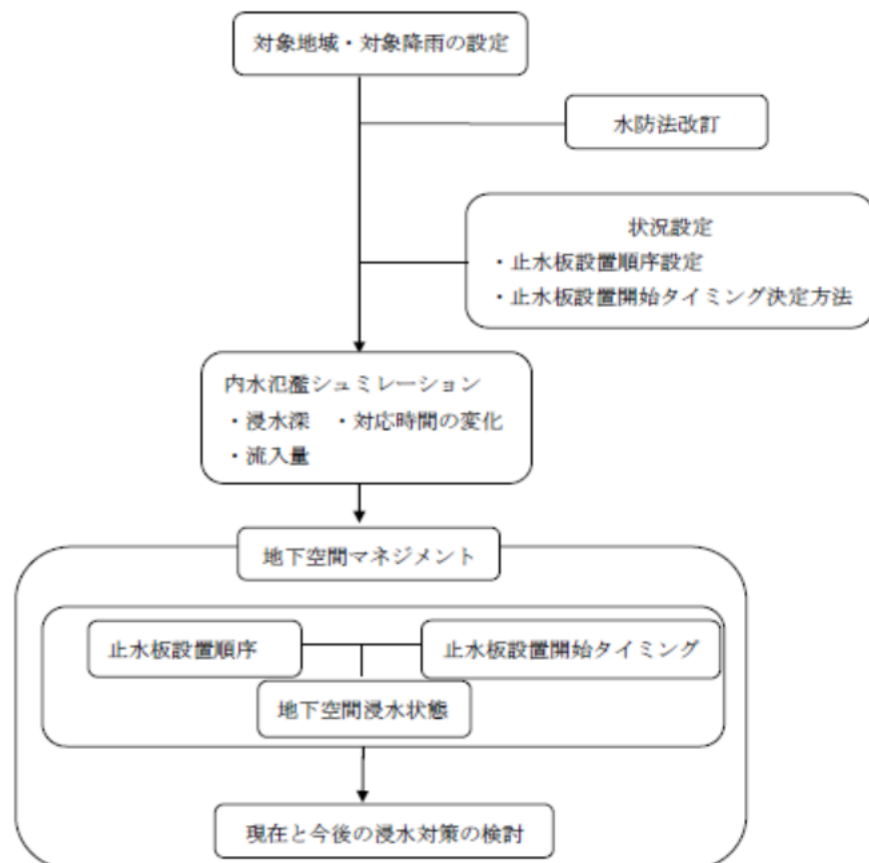 対象地域・対象降雨の設定
水防法改訂
状況設定
・止水板設置順序設定
・止水板設置開始タイミング決定方法
内水氾濫シュミレーション
・浸水深　・対応時間の変化
・流入量
地下空間マネジメント
止水板設置順序
止水板設置開始タイミング
地下空間浸水状態
現在と今後の浸水対策の検討